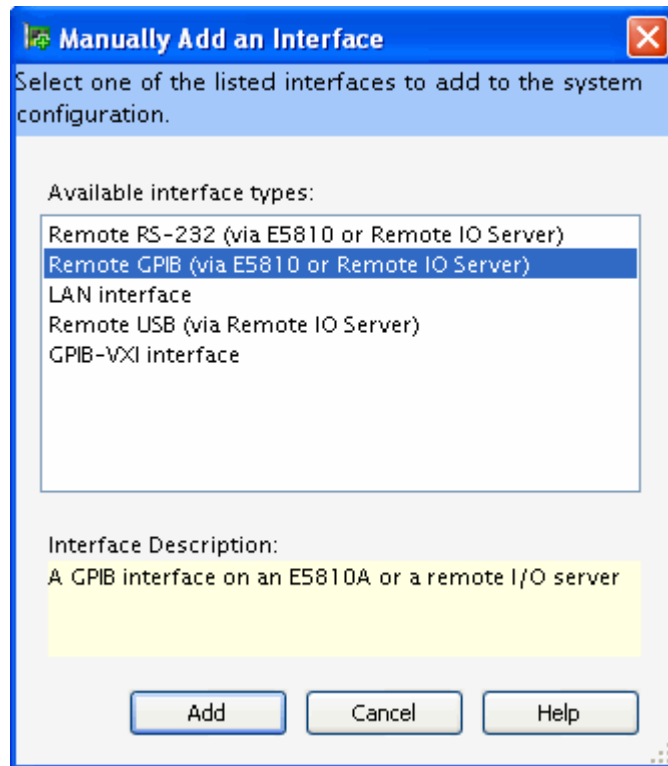 Manually Add an Interface
Select one of the listed interfaces to add to the system
configuration.
Available interface types:
Remote RS-232 (via E5810 or Remote IO Server)
Remote GPIB (via E5810 or Remote IO Server)
LAN interface
Remote USB (via Remote IO Server)
GPIB-VXI interface
Interface Description:
A GPIB interface on an E5810A or a remote I/O server
Add
Cancel
Help